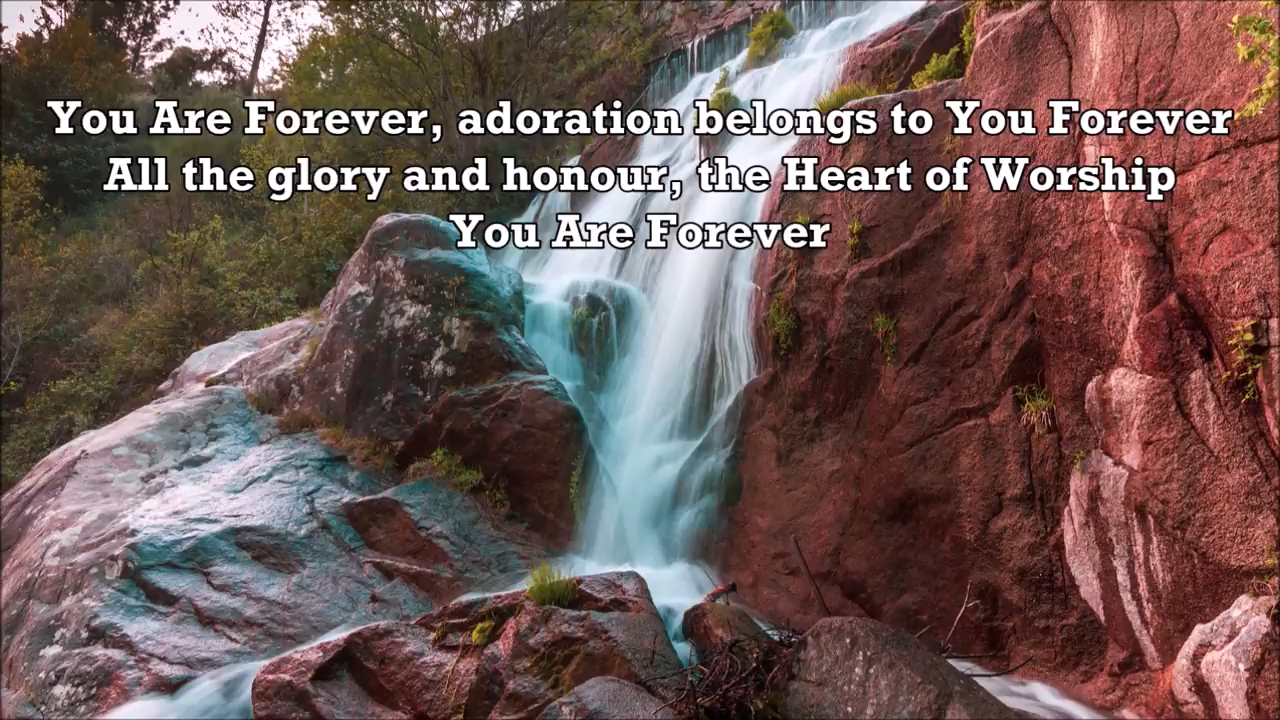 You Are Forever, adoration belongs to You Forever
All the glory and honour, the Heart of Worship
You Are Forever